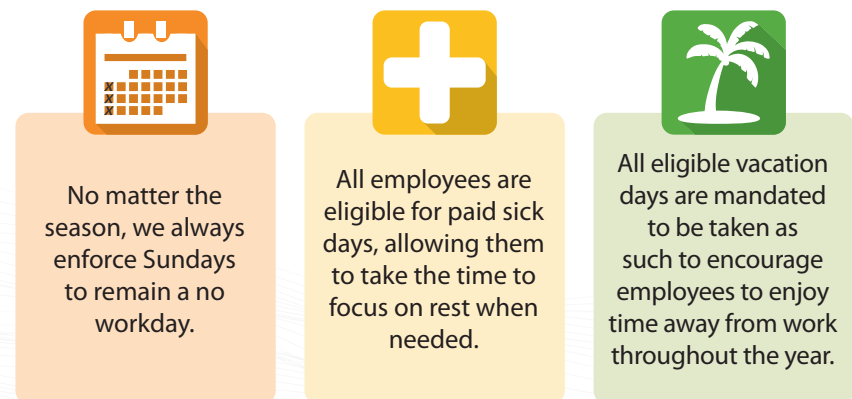 No matter the
season, we always
enforce Sundays
to remain a no
workday.
All employees are
eligible for paid sick
days, allowing them
to take the time to
focus on rest when
needed.
All eligible vacation
days are mandated
to be taken as
such to encourage
employees to enjoy
time away from work
throughout the year.